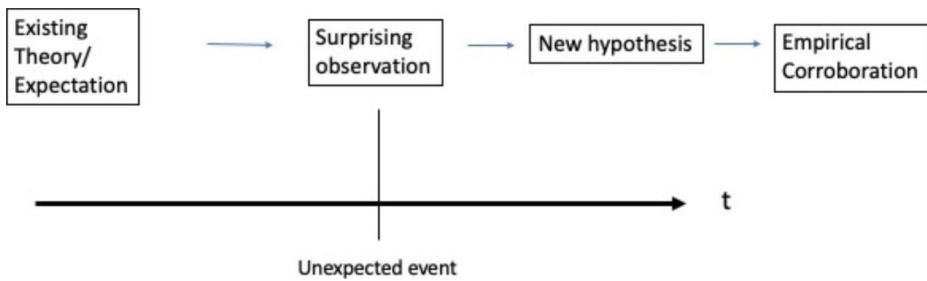 Existing
Theory/
Expectation
Surprising
observation
New hypothesis
Empirical
Corroboration
t
Unexpected event